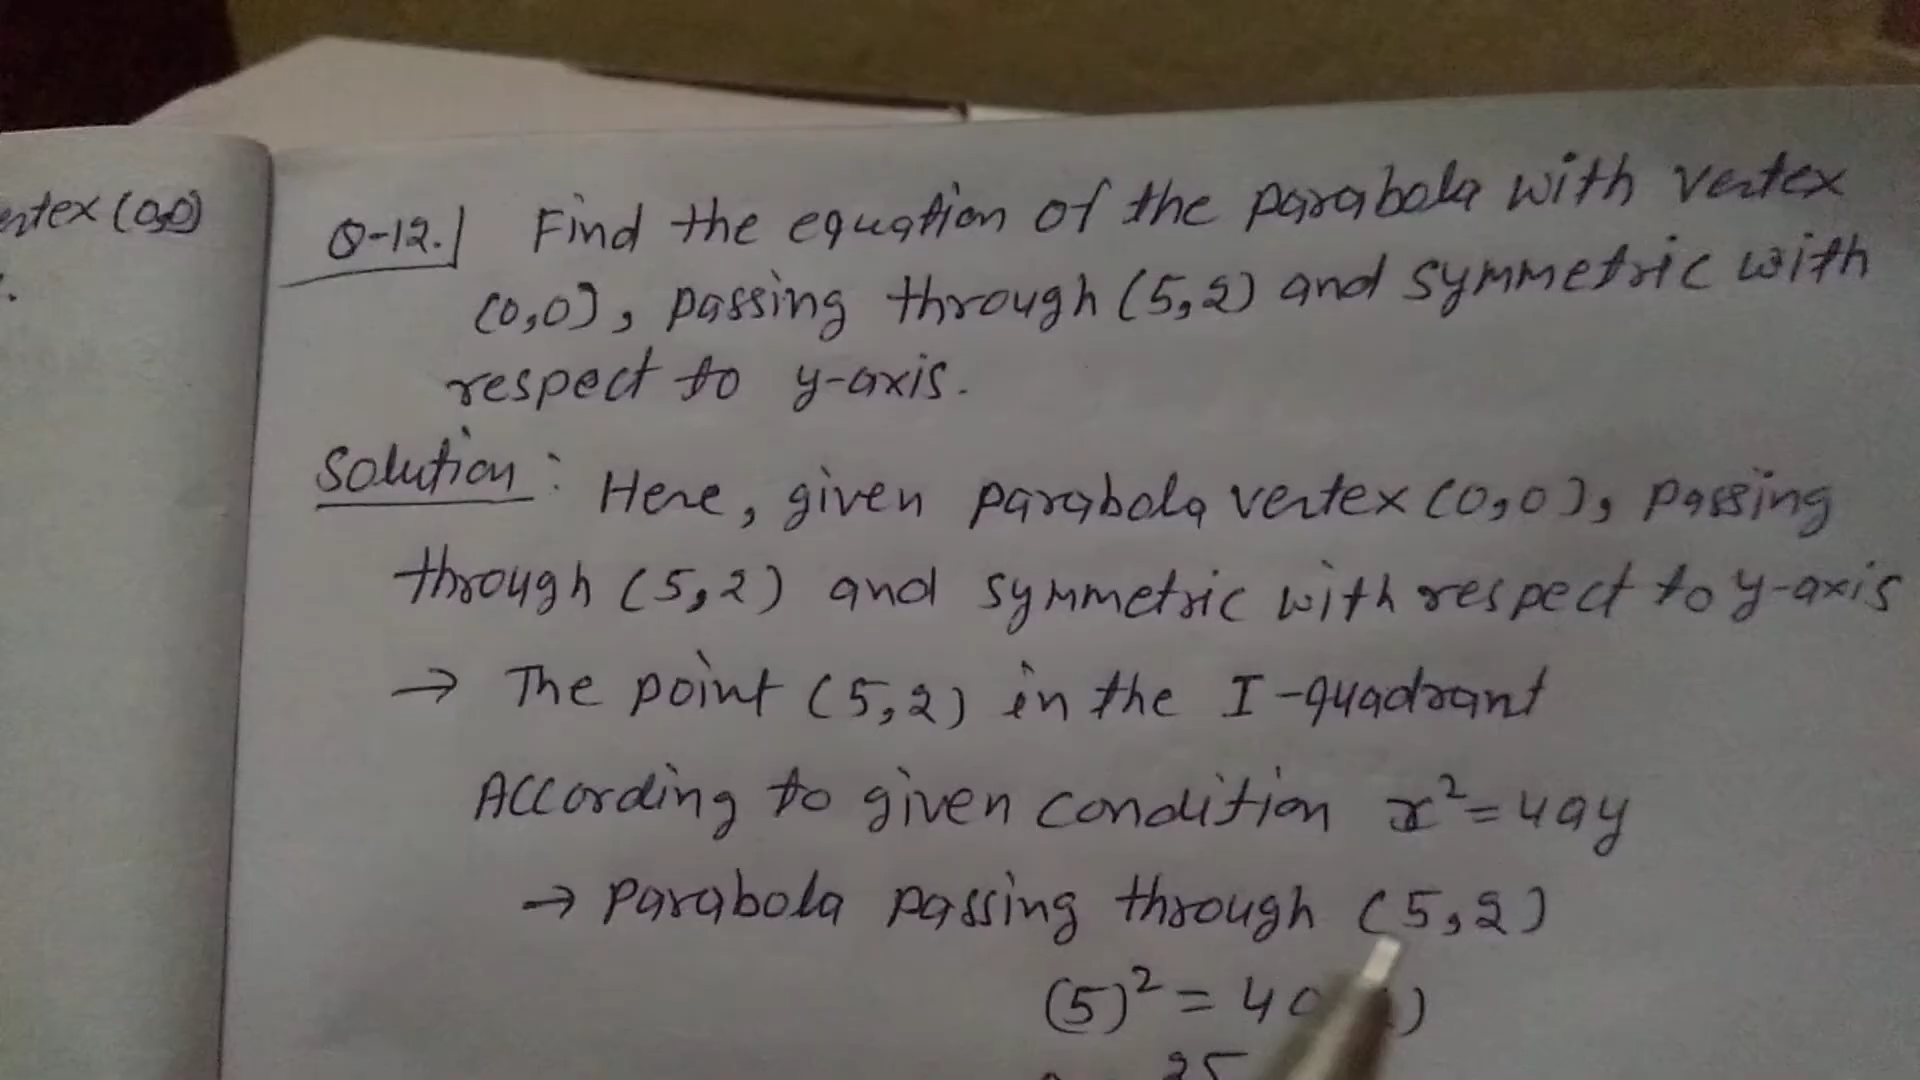 vertex (0,0)
Q-12. Find the equation of the parabola with vertex
(0,0), passing through (5,2) and symmetric with
respect to y-axis.
Solution: Here, given parabola vertex (0,0), passing
through (5,2) and symmetric with respect to y-axis
→ The point (5,2) in the I-quadrant
According to given condition x²=4ay
→ parabola passing through (5,2)
(5)² = 4
25